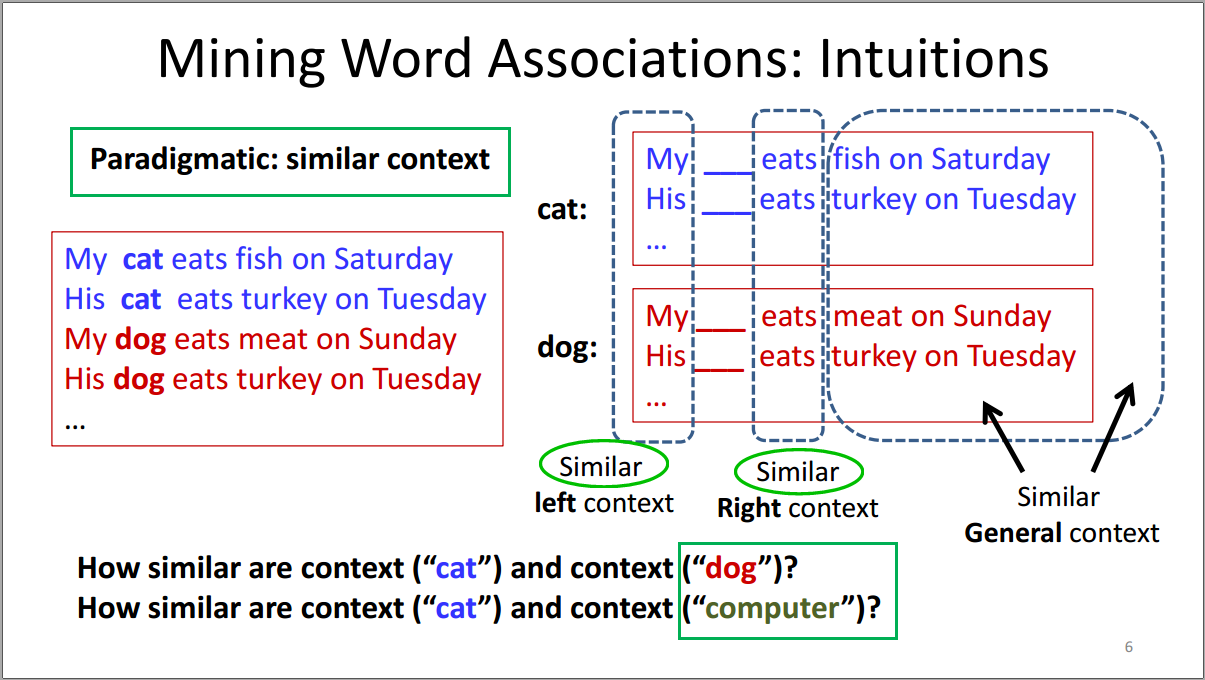 Mining Word Associations: Intuitions
Paradigmatic: similar context
My cat eats fish on Saturday
His cat eats turkey on Tuesday
My dog eats meat on Sunday
His dog eats turkey on Tuesday
...
cat:
My ___ eats fish on Saturday
His ___ eats turkey on Tuesday
...
dog:
My ___ eats meat on Sunday
His ___ eats turkey on Tuesday
...
Similar
left context
Similar
Right context
Similar
General context
How similar are context (“cat”) and context (“dog”)?
How similar are context (“cat”) and context (“computer”)?
6